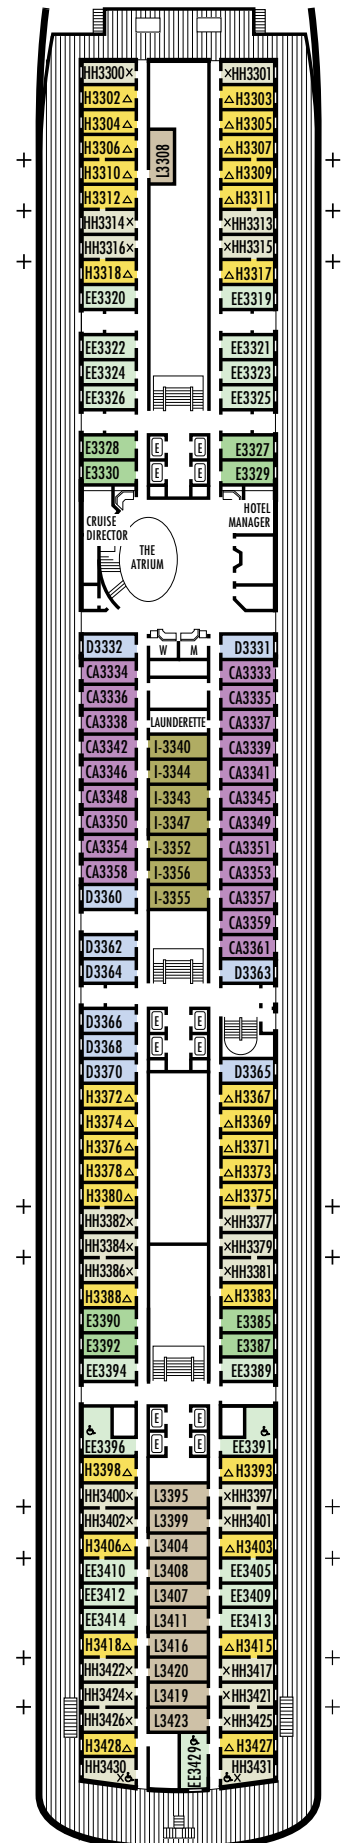 HH3300× ×HH3301
H3302△ △H3303
H3304△ △H3305
H3306△ L3308 △H3307
H3310△ △H3309
H3312△ △H3311
HH3314× ×HH3313
HH3316× ×HH3315
H3318△ △H3317
EE3320 EE3319
EE3322 EE3321
EE3324 EE3323
EE3326 EE3325
E3328 E E E3327
E3330 E E E3329
CRUISE DIRECTOR
THE ATRIUM
HOTEL MANAGER
D3332 W M D3331
CA3334 CA3333
CA3336 CA3335
CA3338 LAUNDERETTE CA3337
CA3342 I-3340 CA3339
CA3346 I-3344 CA3341
CA3348 I-3343 CA3345
CA3350 I-3347 CA3349
CA3354 I-3352 CA3351
CA3358 I-3356 CA3353
D3360 I-3355 CA3357
CA3359
D3362 CA3361
D3364 D3363
D3366 E E
D3368 E E
D3370 D3365
H3372△ △H3367
H3374△ △H3369
H3376△ △H3371
H3378△ △H3373
H3380△ △H3375
HH3382× ×HH3377
HH3384× ×HH3379
HH3386× ×HH3381
H3388△ △H3383
E3390 E3385
E3392 E3387
EE3394 EE3389
E E
EE3396 E E EE3391
H3398△ △H3393
HH3400× L3395 ×HH3397
HH3402× L3399 ×HH3401
H3406△ L3404 △H3403
EE3410 L3408 EE3405
EE3412 L3407 EE3409
EE3414 L3411 EE3413
H3418△ L3416 △H3415
HH3422× L3420 ×HH3417
HH3424× L3419 ×HH3421
HH3426× L3423 ×HH3425
H3428△ EE3429 △H3427
HH3430 × × HH3431